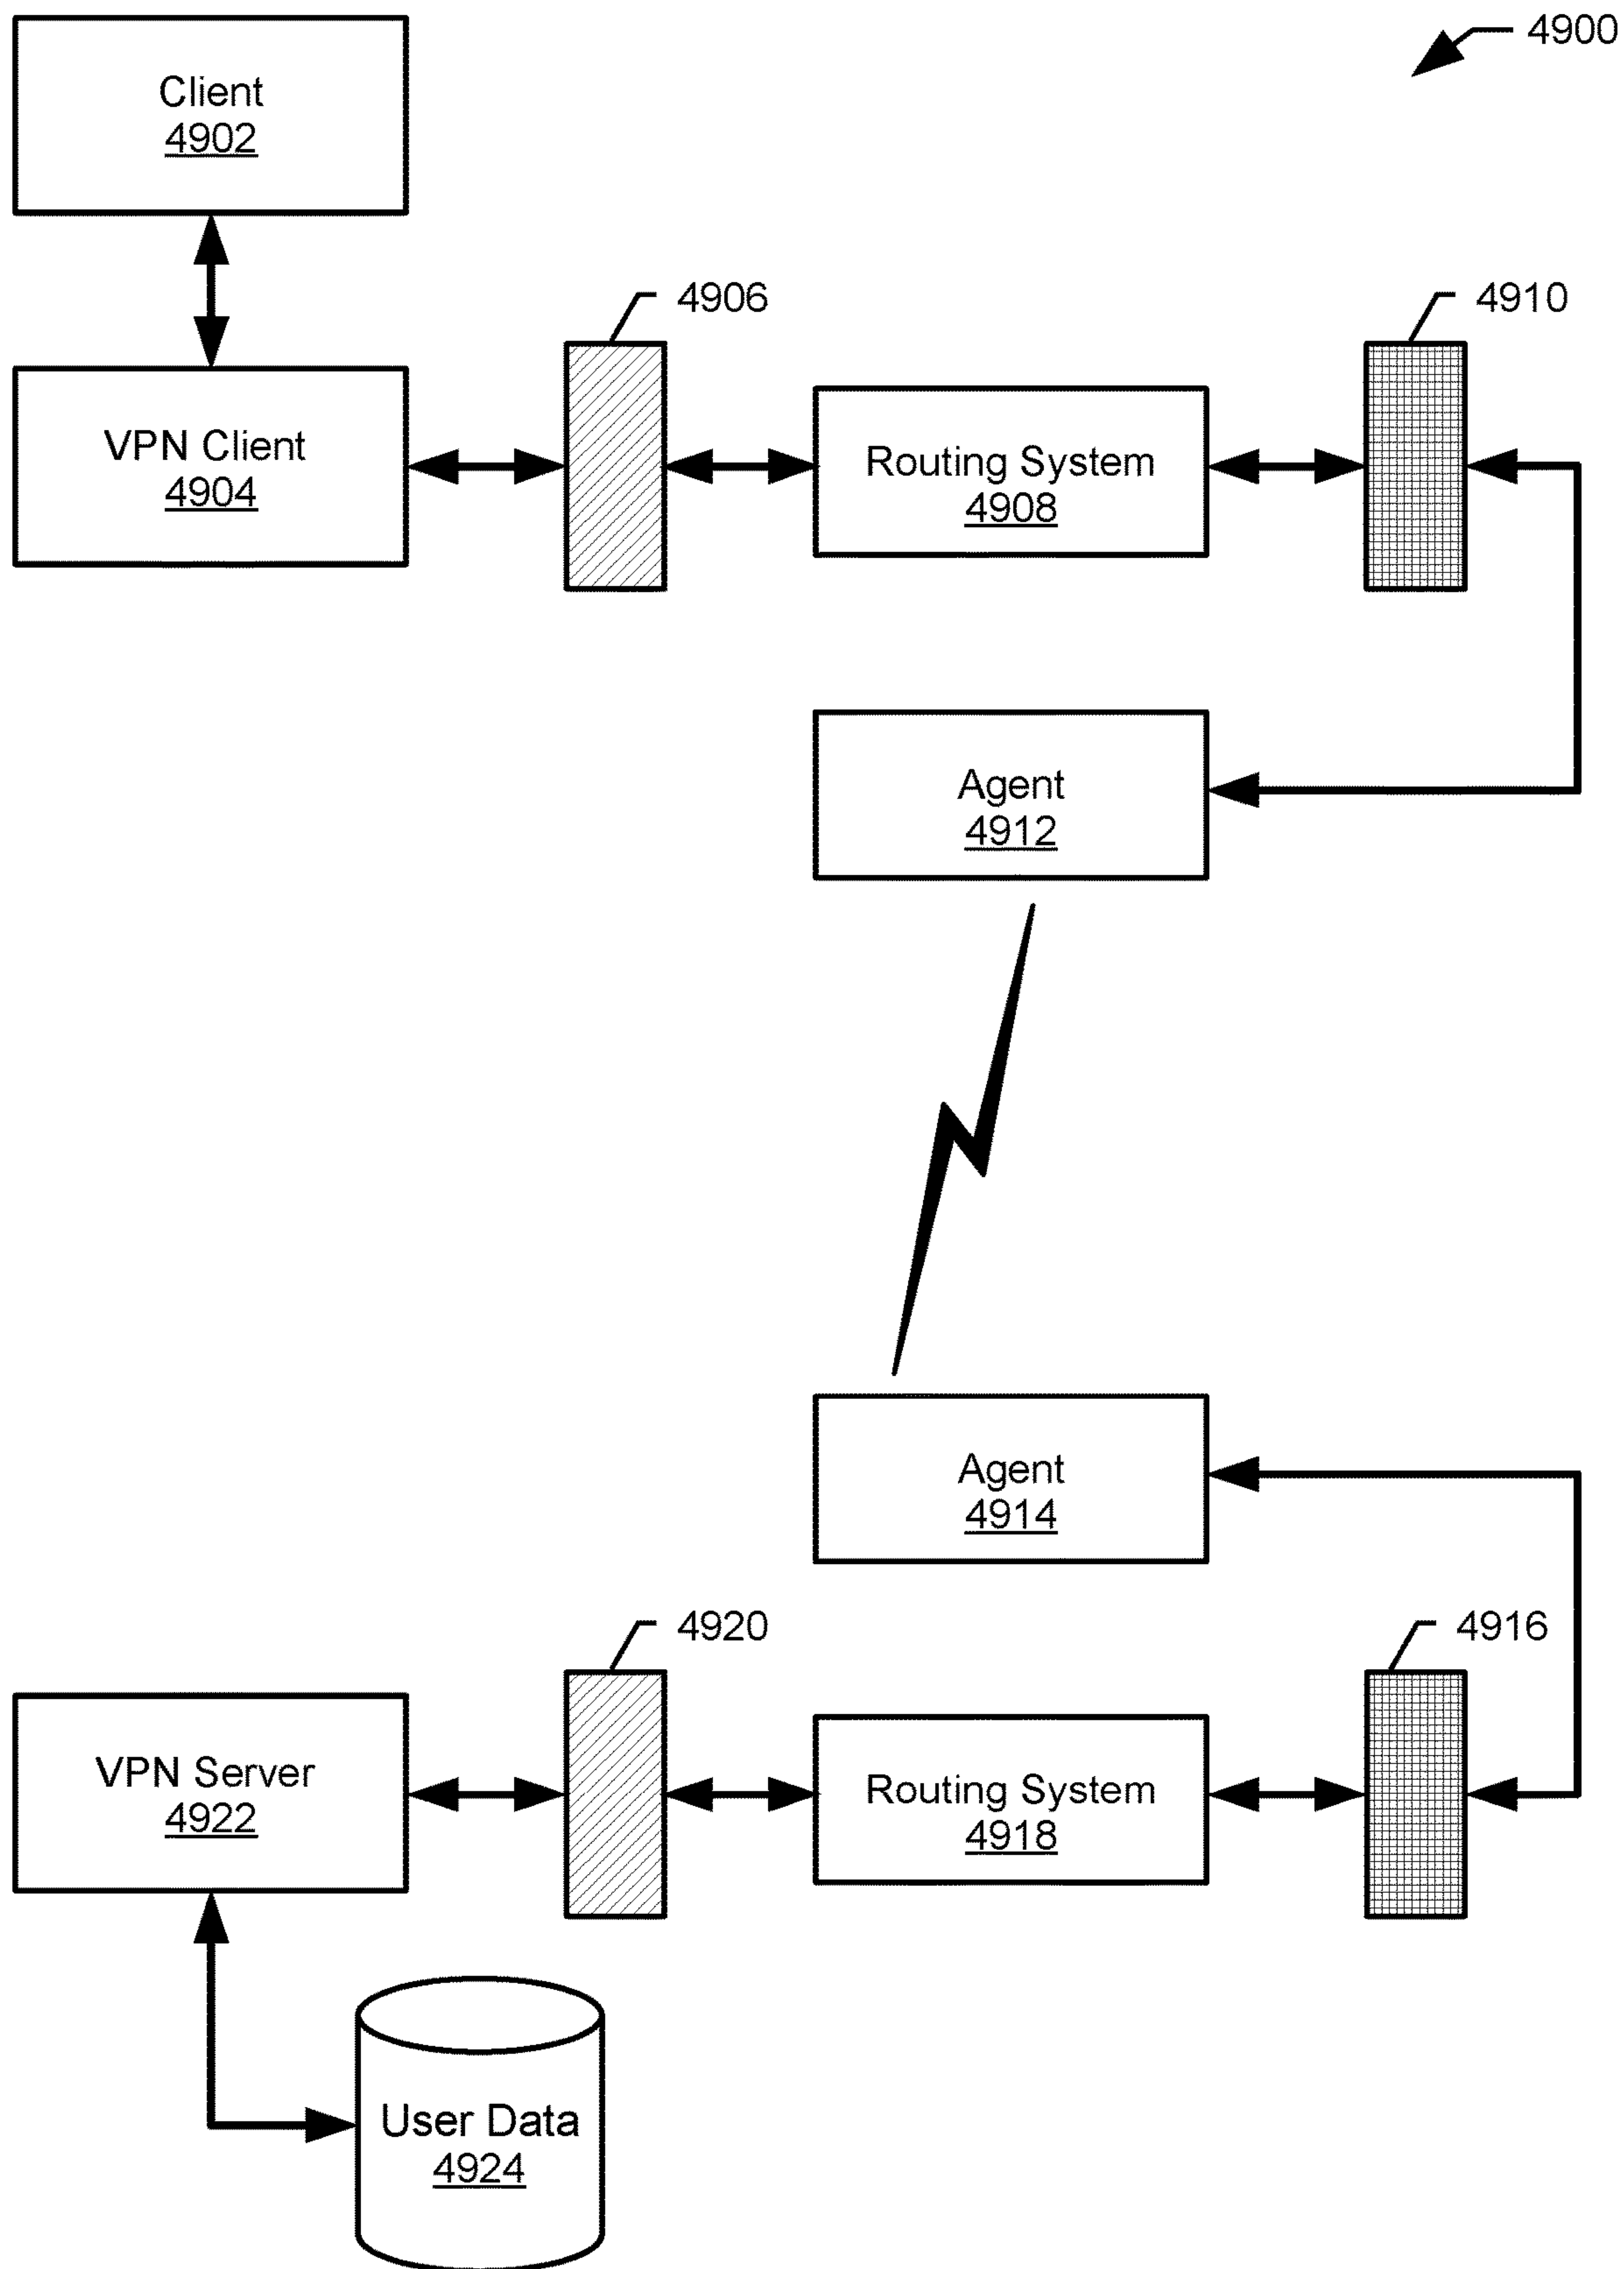 4900
Client
4902
4906
4910
VPN Client
4904
Routing System
4908
Agent
4912
Agent
4914
4920
4916
VPN Server
4922
Routing System
4918
User Data
4924